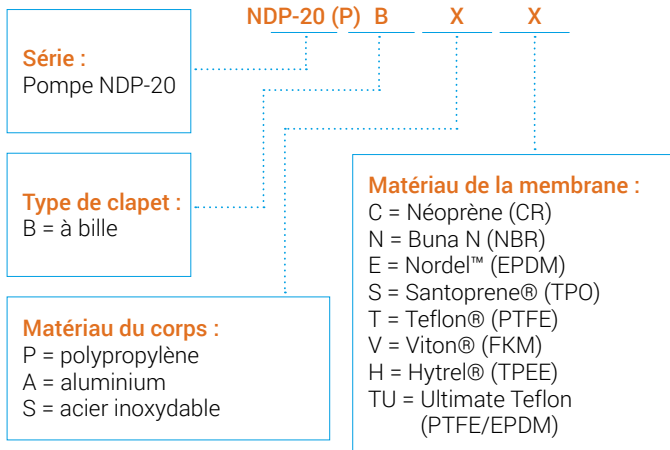 NDP-20 (P) B X X
Série :
Pompe NDP-20
Type de clapet :
B = à bille
Matériau du corps :
P = polypropylène
A = aluminium
S = acier inoxydable
Matériau de la membrane :
C = Néoprène (CR)
N = Buna N (NBR)
E = Nordel™ (EPDM)
S = Santoprene® (TPO)
T = Teflon® (PTFE)
V = Viton® (FKM)
H = Hytrel® (TPEE)
TU = Ultimate Teflon
(PTFE/EPDM)